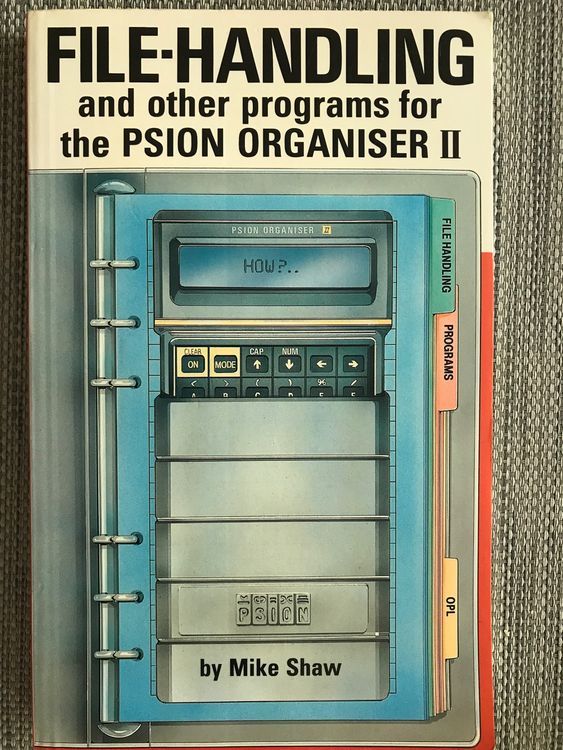 FILE-HANDLING
and other programs for
the PSION ORGANISER II
PSION ORGANISER II
HOW?..
FILE HANDLING
PROGRAMS
CLEAR CAP NUM
ON MODE ↑ ↓ ← →
< > ( ) % /
A B C D E F
PSION
OPL
by Mike Shaw